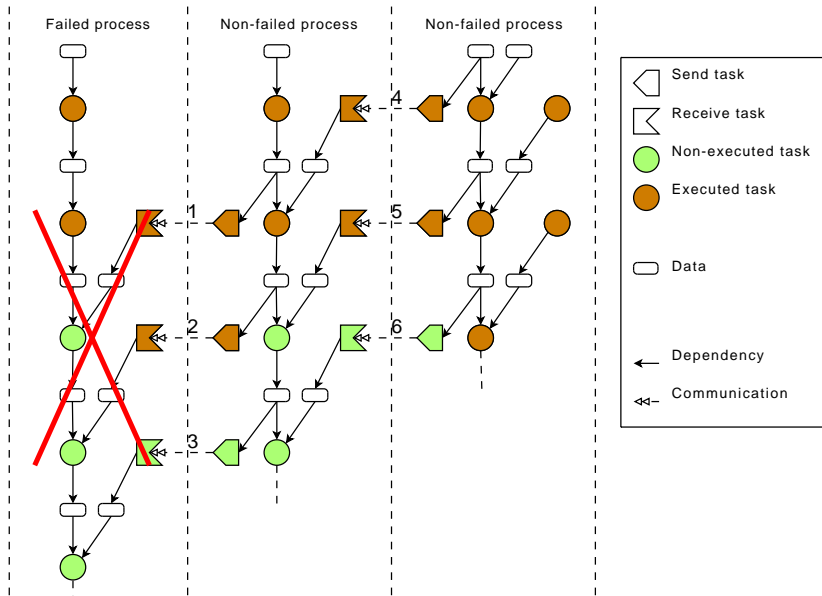 Failed process
Non-failed process
Non-failed process
4
1
5
2
6
3
Send task
Receive task
Non-executed task
Executed task
Data
Dependency
Communication